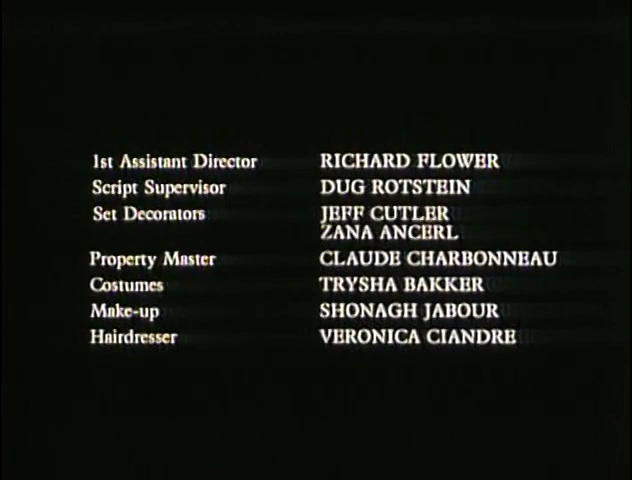 1st Assistant Director RICHARD FLOWER
Script Supervisor DUG ROTSTEIN
Set Decorators JEFF CUTLER
ZANA ANCERL
Property Master CLAUDE CHARBONNEAU
Costumes TRYSHA BAKKER
Make-up SHONAGH JABOUR
Hairdresser VERONICA CIANDRE